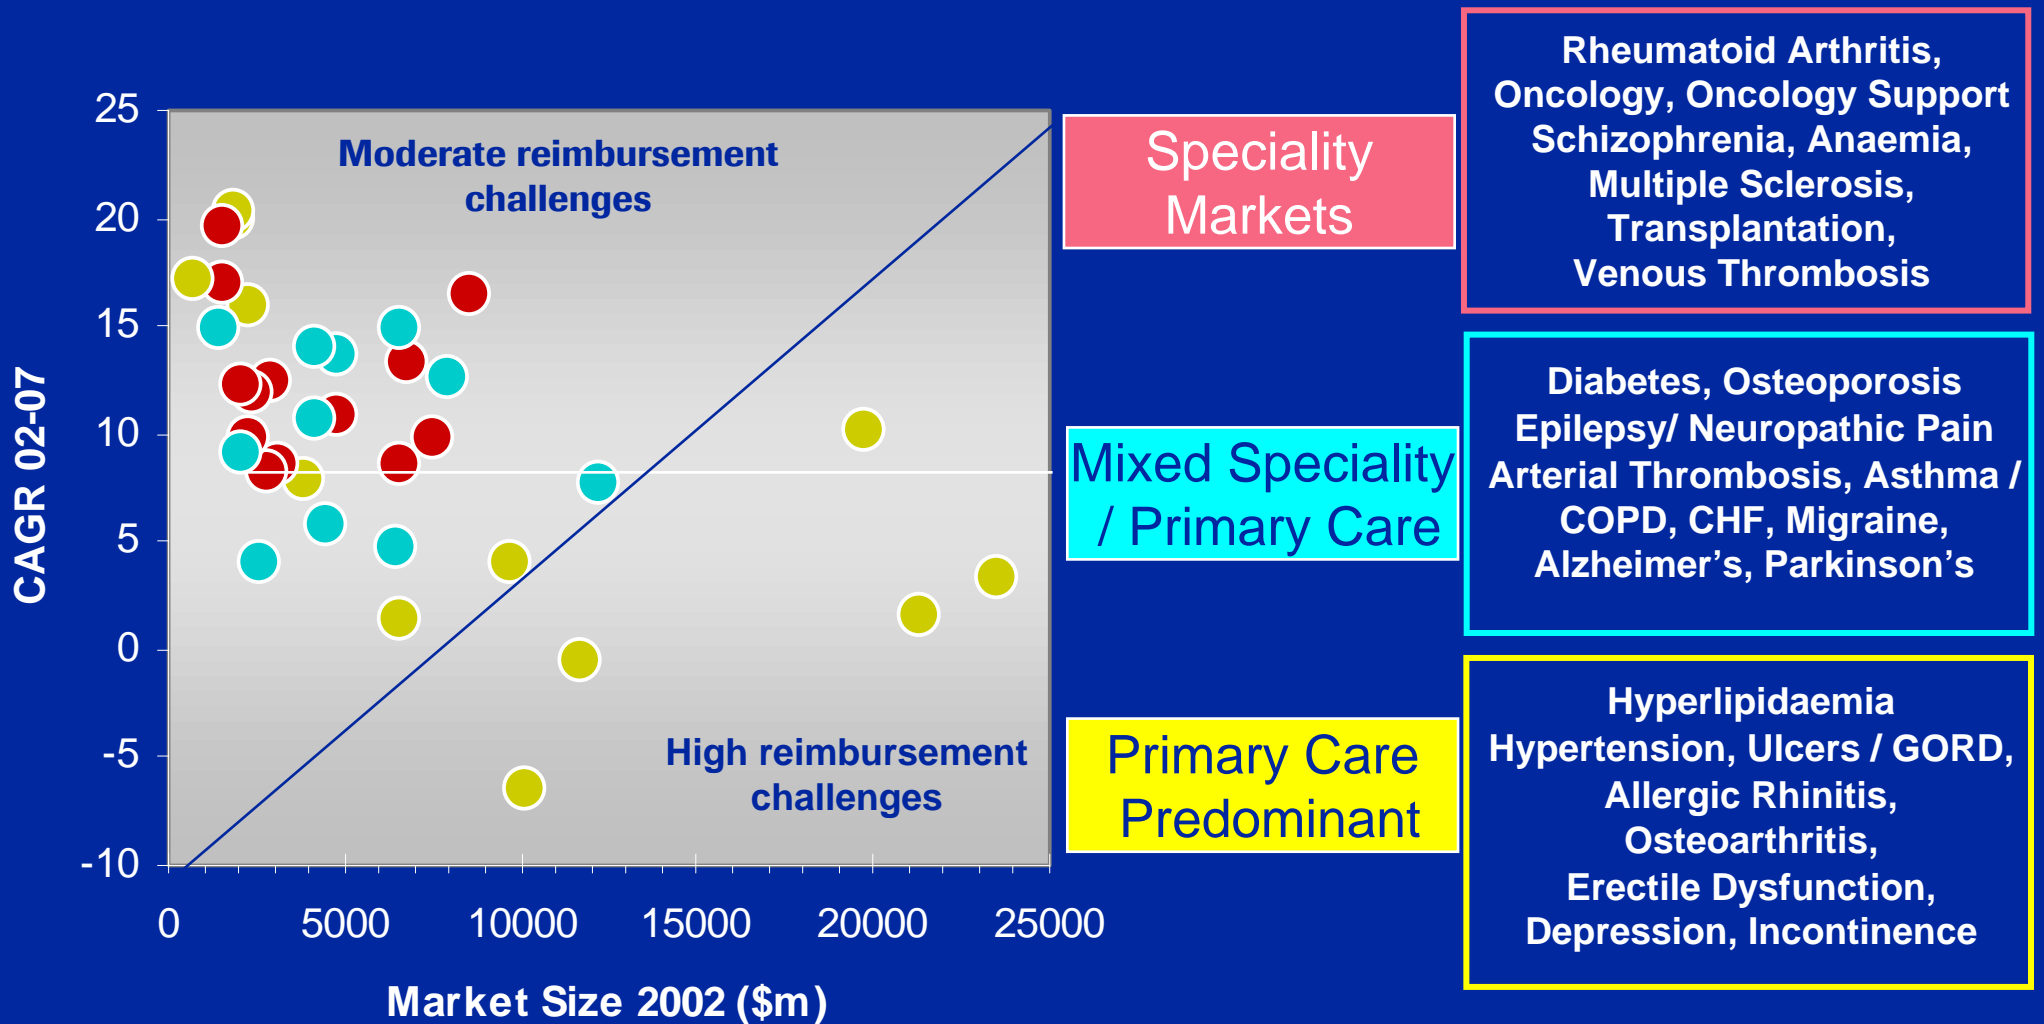 25
20
15
10
5
0
-5
-10
CAGR 02-07
0
5000
10000
15000
20000
25000
Market Size 2002 ($m)
Moderate reimbursement
challenges
High reimbursement
challenges
Speciality
Markets
Rheumatoid Arthritis,
Oncology, Oncology Support
Schizophrenia, Anaemia,
Multiple Sclerosis,
Transplantation,
Venous Thrombosis
Mixed Speciality
/ Primary Care
Diabetes, Osteoporosis
Epilepsy/ Neuropathic Pain
Arterial Thrombosis, Asthma /
COPD, CHF, Migraine,
Alzheimer’s, Parkinson’s
Primary Care
Predominant
Hyperlipidaemia
Hypertension, Ulcers / GORD,
Allergic Rhinitis,
Osteoarthritis,
Erectile Dysfunction,
Depression, Incontinence